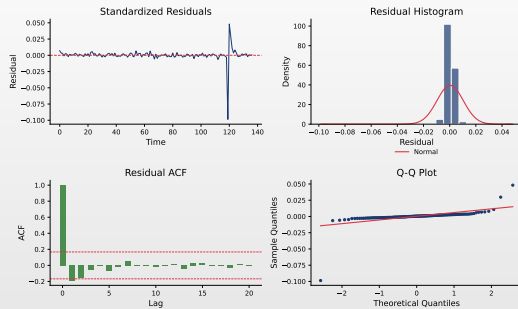 Standardized Residuals
0.050
0.025
0.000
−0.025
−0.050
−0.075
−0.100
Residual
0 20 40 60 80 100 120 140
Time
Residual Histogram
100
80
60
40
20
0
Density
−0.10 −0.08 −0.06 −0.04 −0.02 0.00 0.02 0.04
Residual
Normal
Residual ACF
1.0
0.8
0.6
0.4
0.2
0.0
−0.2
ACF
0 5 10 15 20
Lag
Q-Q Plot
0.050
0.025
0.000
−0.025
−0.050
−0.075
−0.100
Sample Quantiles
−2 −1 0 1 2
Theoretical Quantiles